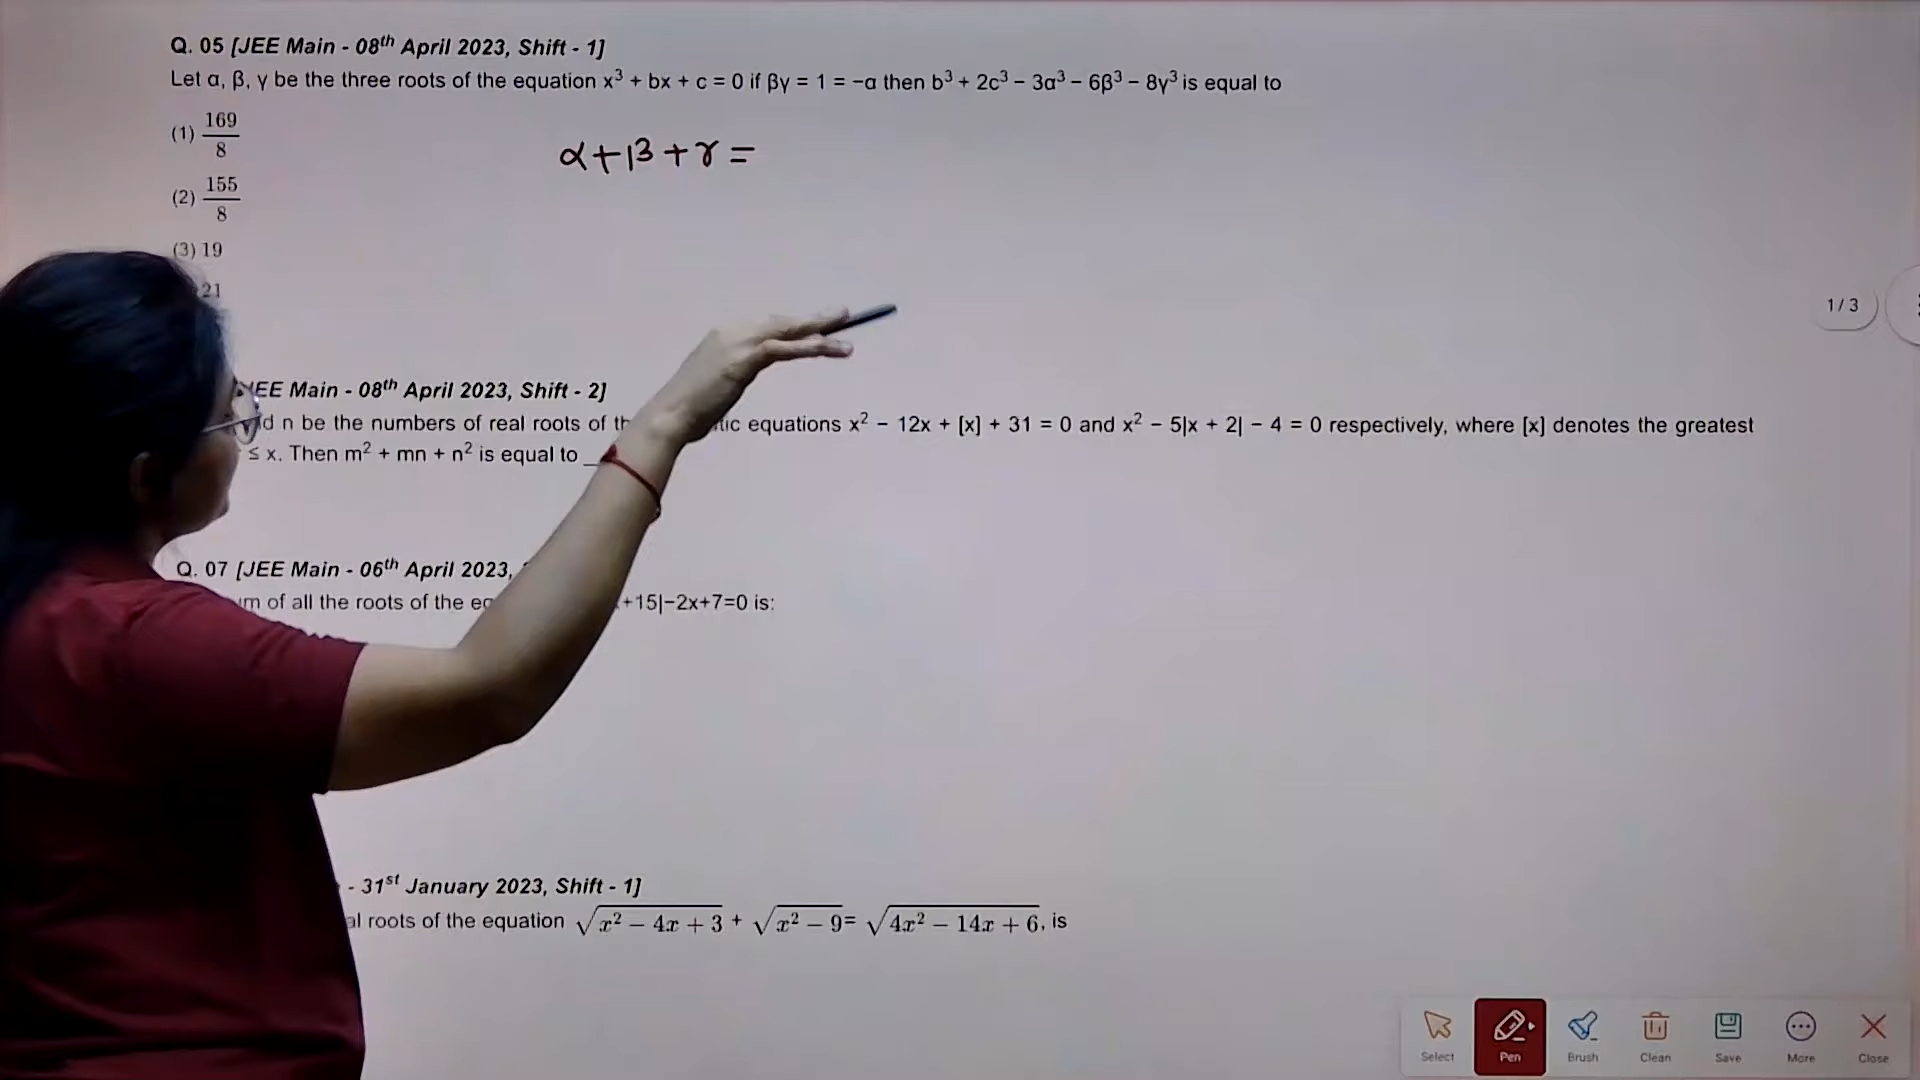 Q. 05 [JEE Main - 08th April 2023, Shift - 1]
Let α, β, γ be the three roots of the equation x³ + bx + c = 0 if βγ = 1 = −α then b³ + 2c³ − 3α³ − 6β³ − 8γ³ is equal to
(1) 169/8
α+β+γ=
(2) 155/8
(3) 19
21
1 / 3
JEE Main - 08th April 2023, Shift - 2]
n be the numbers of real roots of equations x² − 12x + [x] + 31 = 0 and x² − 5|x + 2| − 4 = 0 respectively, where [x] denotes the greatest
≤ x. Then m² + mn + n² is equal to
Q. 07 [JEE Main - 06th April 2023,
of all the roots of the +15|−2x+7=0 is:
- 31st January 2023, Shift - 1]
roots of the equation √(x² − 4x + 3) + √(x² − 9) = √(4x² − 14x + 6), is
Select
Pen
Brush
Clean
Save
More
Close